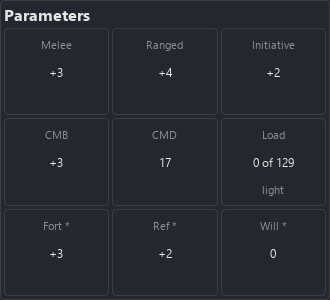 Parameters
Melee Ranged Initiative
+3 +4 +2
CMB CMD Load
+3 17 0 of 129
light
Fort * Ref * Will *
+3 +2 0